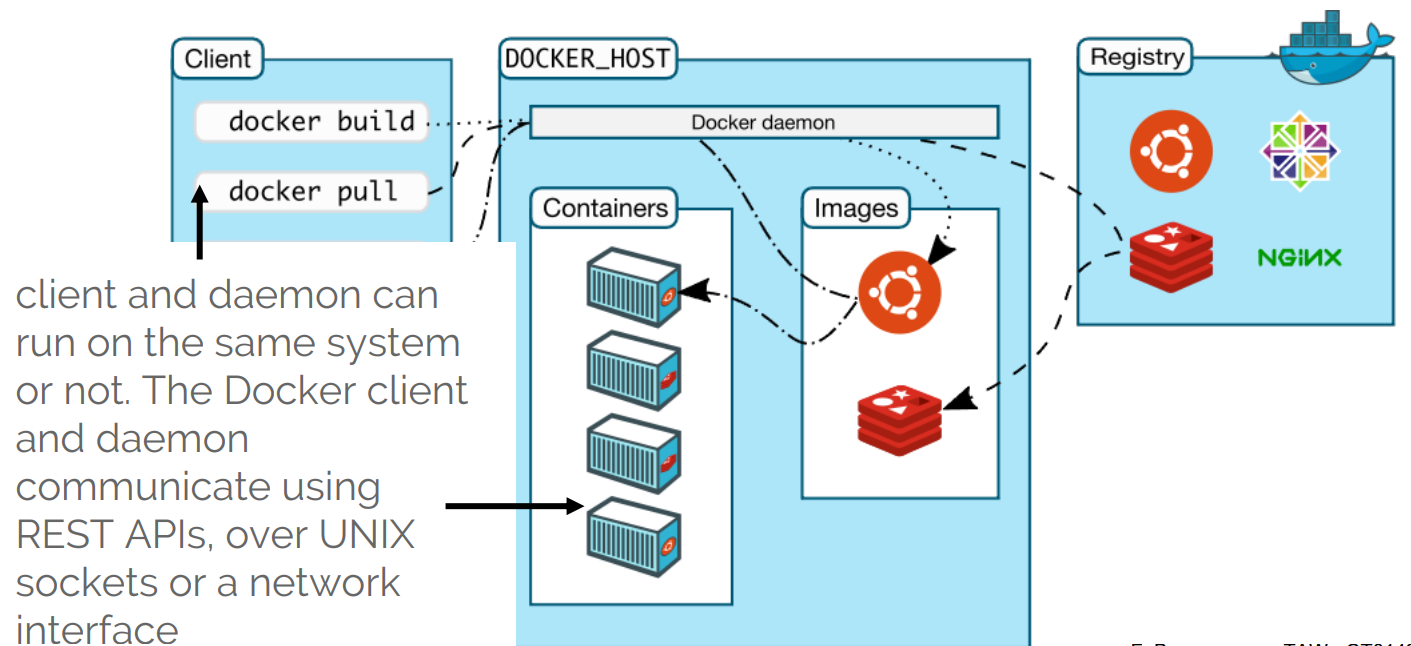 Client
DOCKER_HOST
Registry
docker build
Docker daemon
docker pull
Containers
Images
NGiNX
client and daemon can
run on the same system
or not. The Docker client
and daemon
communicate using
REST APIs, over UNIX
sockets or a network
interface